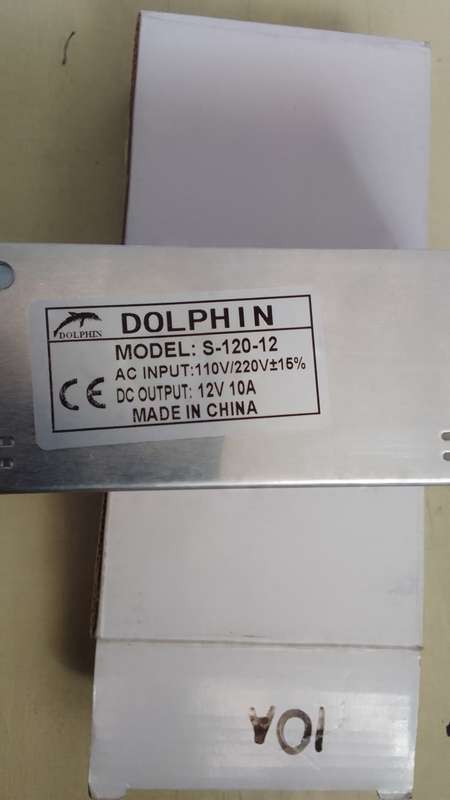 DOLPHIN
DOLPHIN
MODEL: S-120-12
AC INPUT:110V/220V±15%
CE DC OUTPUT: 12V 10A
MADE IN CHINA
10A